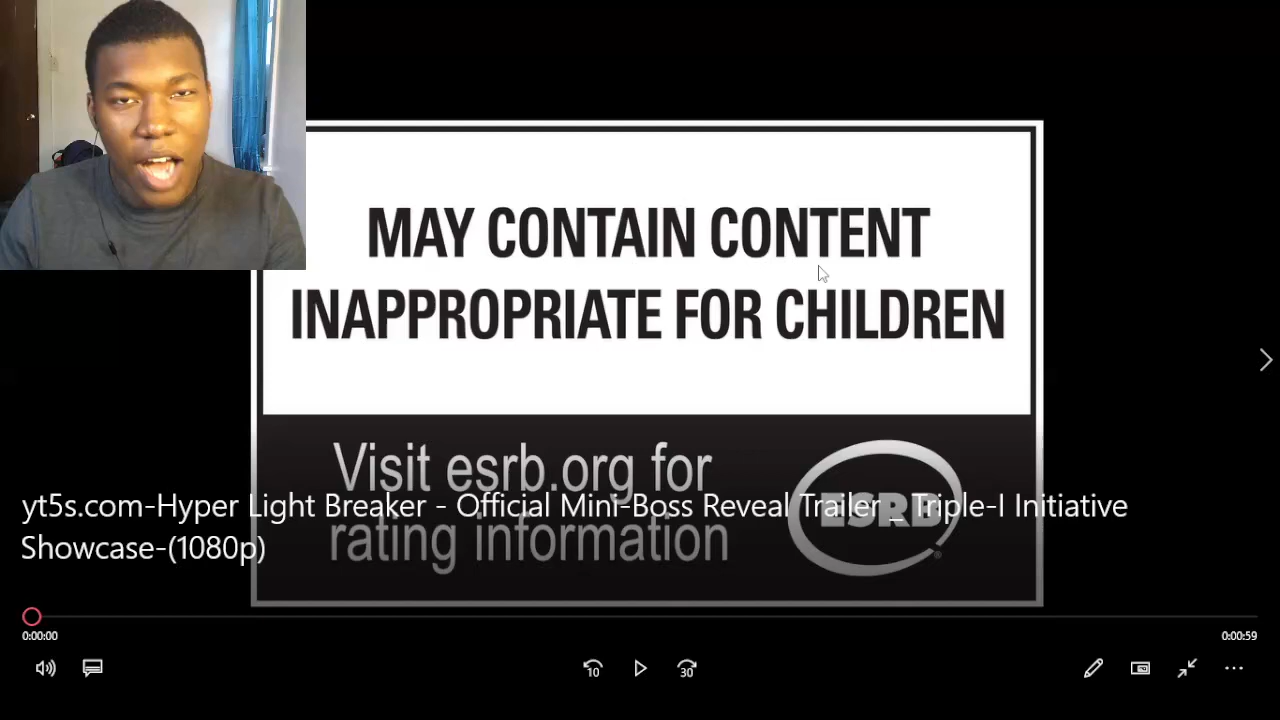 MAY CONTAIN CONTENT
INAPPROPRIATE FOR CHILDREN
Visit esrb.org for
rating information
ESRB
®
yt5s.com-Hyper Light Breaker - Official Mini-Boss Reveal Trailer _ Triple-I Initiative
Showcase-(1080p)
0:00:00
0:00:59
10
30